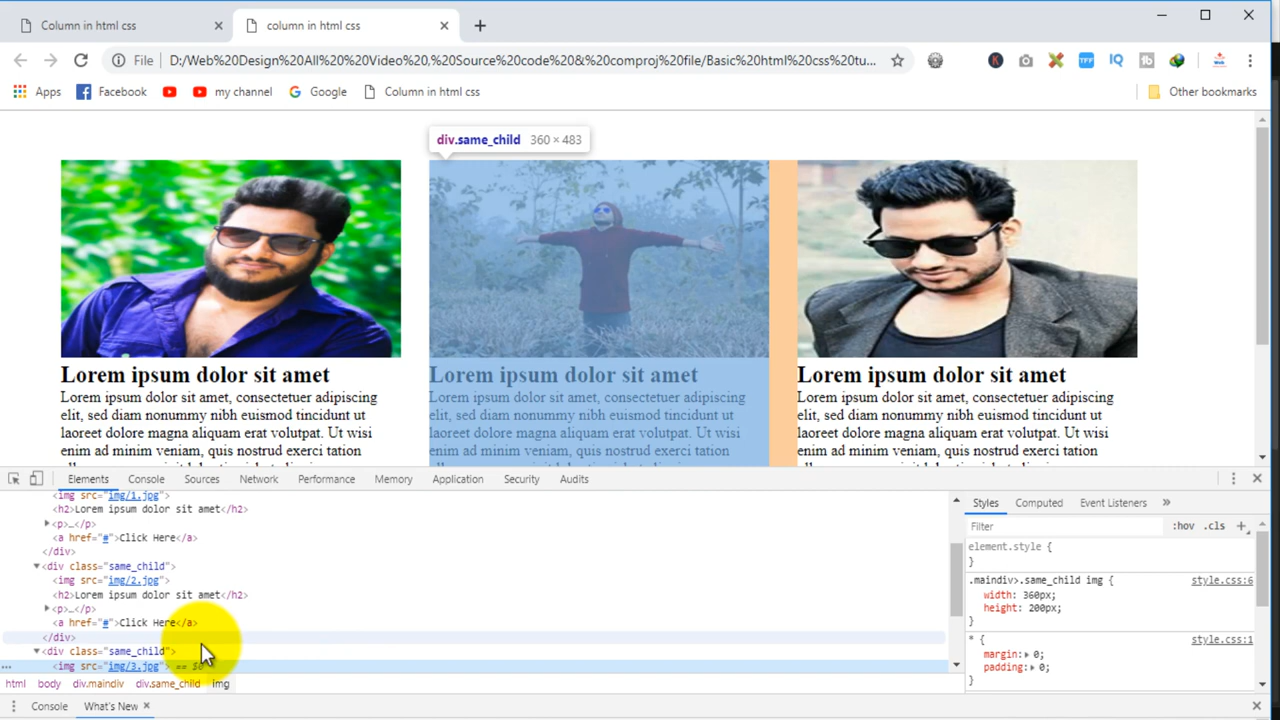 Column in html css
column in html css
File
D:/Web%20Design%20All%20%20Video%20,%20Source%20code%20&%20comproj%20file/Basic%20html%20css%20tu...
Apps Facebook my channel Google Column in html css Other bookmarks
div.same_child 360 × 483
Lorem ipsum dolor sit amet
Lorem ipsum dolor sit amet, consectetuer adipiscing
elit, sed diam nonummy nibh euismod tincidunt ut
laoreet dolore magna aliquam erat volutpat. Ut wisi
enim ad minim veniam, quis nostrud exerci tation
Lorem ipsum dolor sit amet
Lorem ipsum dolor sit amet, consectetuer adipiscing
elit, sed diam nonummy nibh euismod tincidunt ut
laoreet dolore magna aliquam erat volutpat. Ut wisi
enim ad minim veniam, quis nostrud exerci tation
Lorem ipsum dolor sit amet
Lorem ipsum dolor sit amet, consectetuer adipiscing
elit, sed diam nonummy nibh euismod tincidunt ut
laoreet dolore magna aliquam erat volutpat. Ut wisi
enim ad minim veniam, quis nostrud exerci tation
Elements Console Sources Network Performance Memory Application Security Audits
<img src="img/1.jpg">
<h2>Lorem ipsum dolor sit amet</h2>
<p>…</p>
<a href="#">Click Here</a>
</div>
<div class="same_child">
<img src="img/2.jpg">
<h2>Lorem ipsum dolor sit amet</h2>
<p>…</p>
<a href="#">Click Here</a>
</div>
<div class="same_child">
<img src="img/3.jpg"> == $0
html body div.maindiv div.same_child img
Styles Computed Event Listeners »
Filter :hov .cls +
element.style {
}
.maindiv>.same_child img { style.css:6
width: 360px;
height: 200px;
}
* { style.css:1
margin: 0;
padding: 0;
}
Console What's New ×